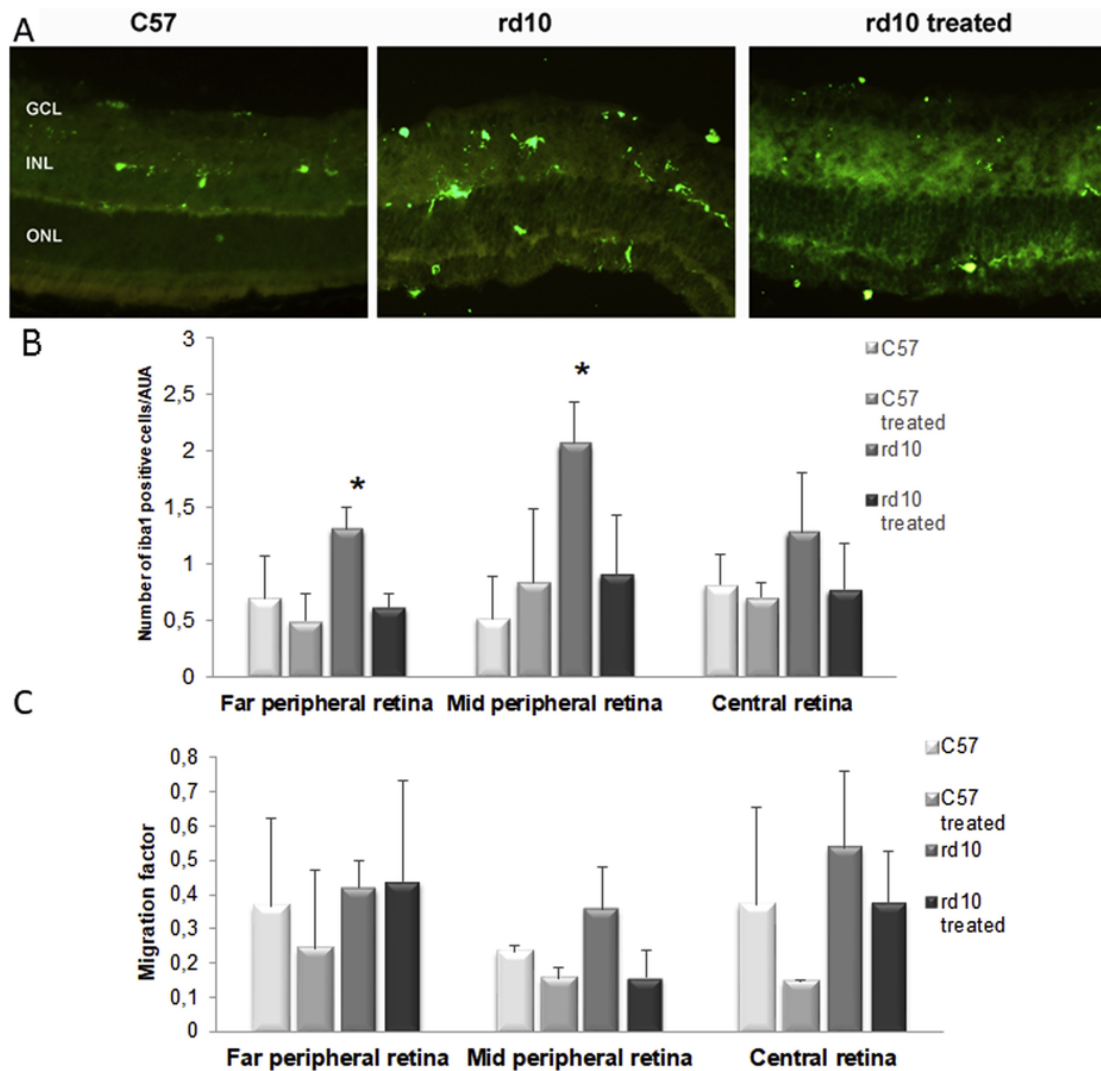 A
C57
rd10
rd10 treated
GCL
INL
ONL
B
Number of iba1 positive cells/AUA
3
2,5
2
1,5
1
0,5
0
*
*
Far peripheral retina
Mid peripheral retina
Central retina
C57
C57
treated
rd10
rd10
treated
C
Migration factor
0,8
0,7
0,6
0,5
0,4
0,3
0,2
0,1
0
Far peripheral retina
Mid peripheral retina
Central retina
C57
C57
treated
rd10
rd10
treated